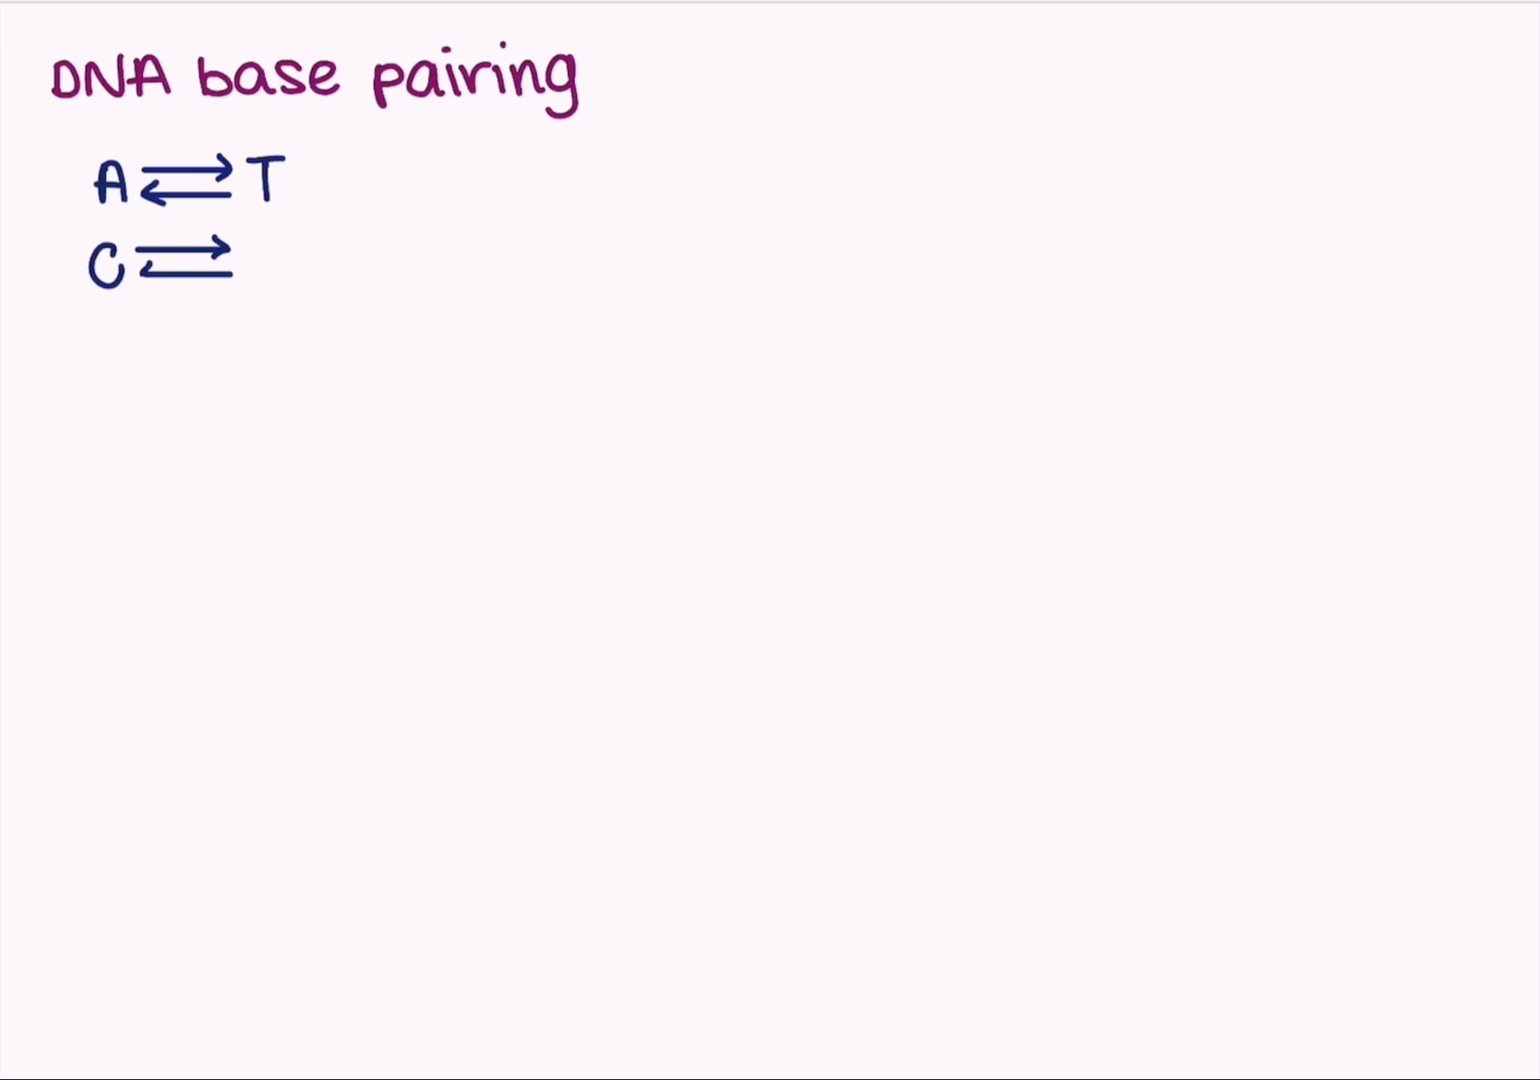 DNA base pairing
A ⇄ T
C ⇄